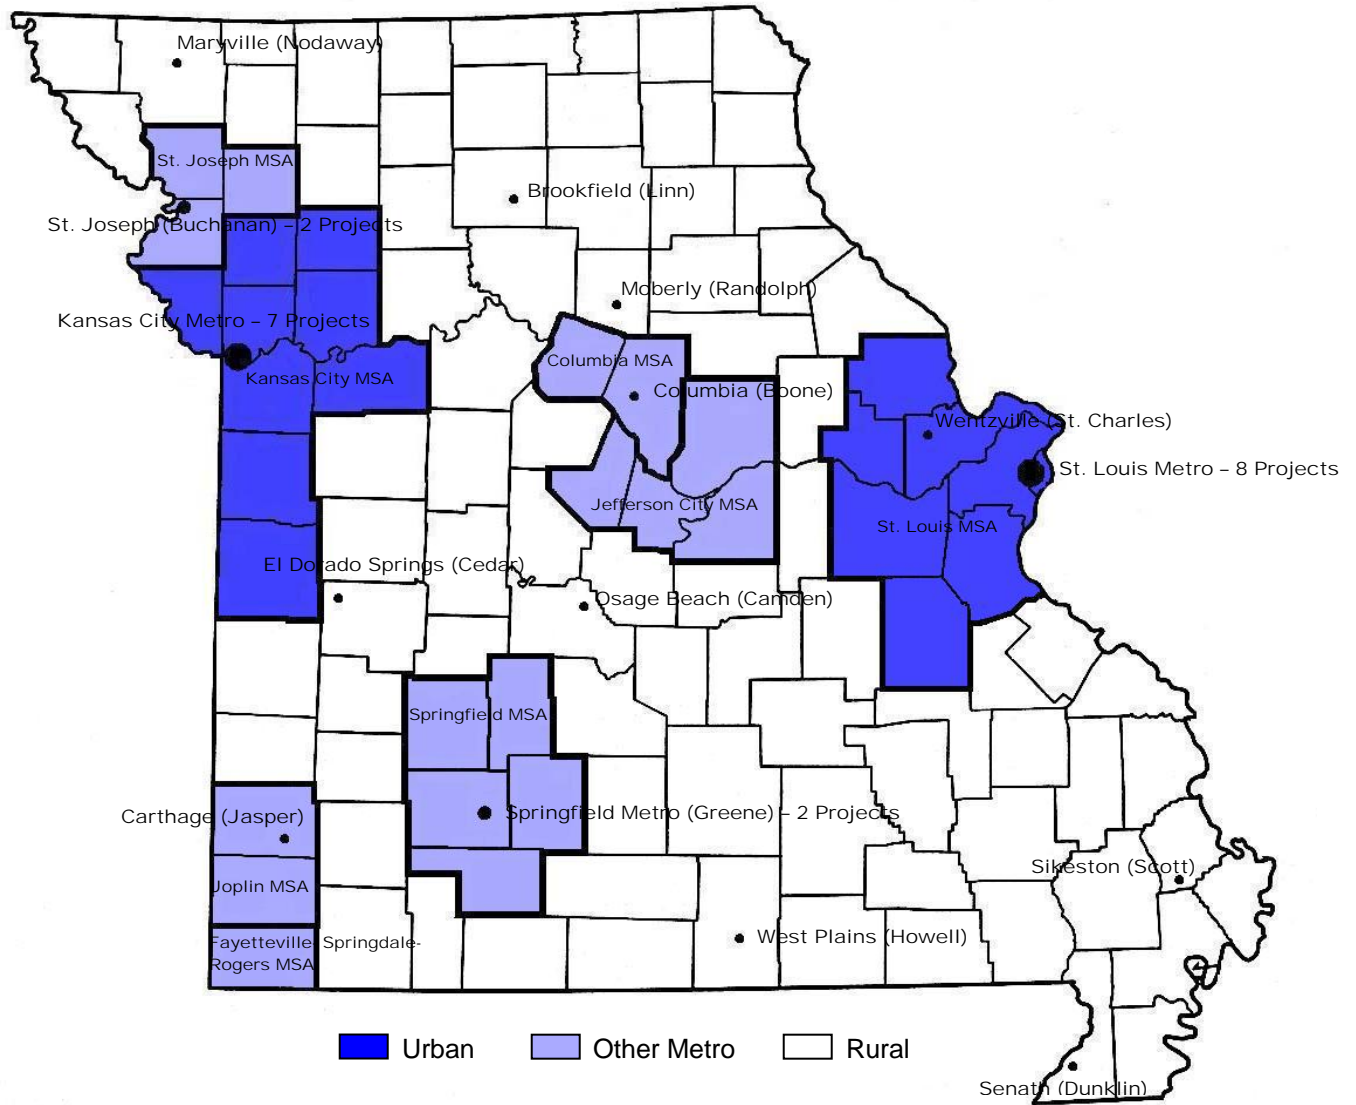 Maryville (Nodaway)
St. Joseph MSA
Brookfield (Linn)
St. Joseph (Buchanan) – 2 Projects
Moberly (Randolph)
Kansas City Metro – 7 Projects
Columbia MSA
Kansas City MSA
Columbia (Boone)
Wentzville (St. Charles)
St. Louis Metro – 8 Projects
Jefferson City MSA
St. Louis MSA
El Dorado Springs (Cedar)
Osage Beach (Camden)
Springfield MSA
Carthage (Jasper)
Springfield Metro (Greene) – 2 Projects
Sikeston (Scott)
Joplin MSA
West Plains (Howell)
Fayetteville Springdale-
Rogers MSA
Urban
Other Metro
Rural
Senath (Dunklin)